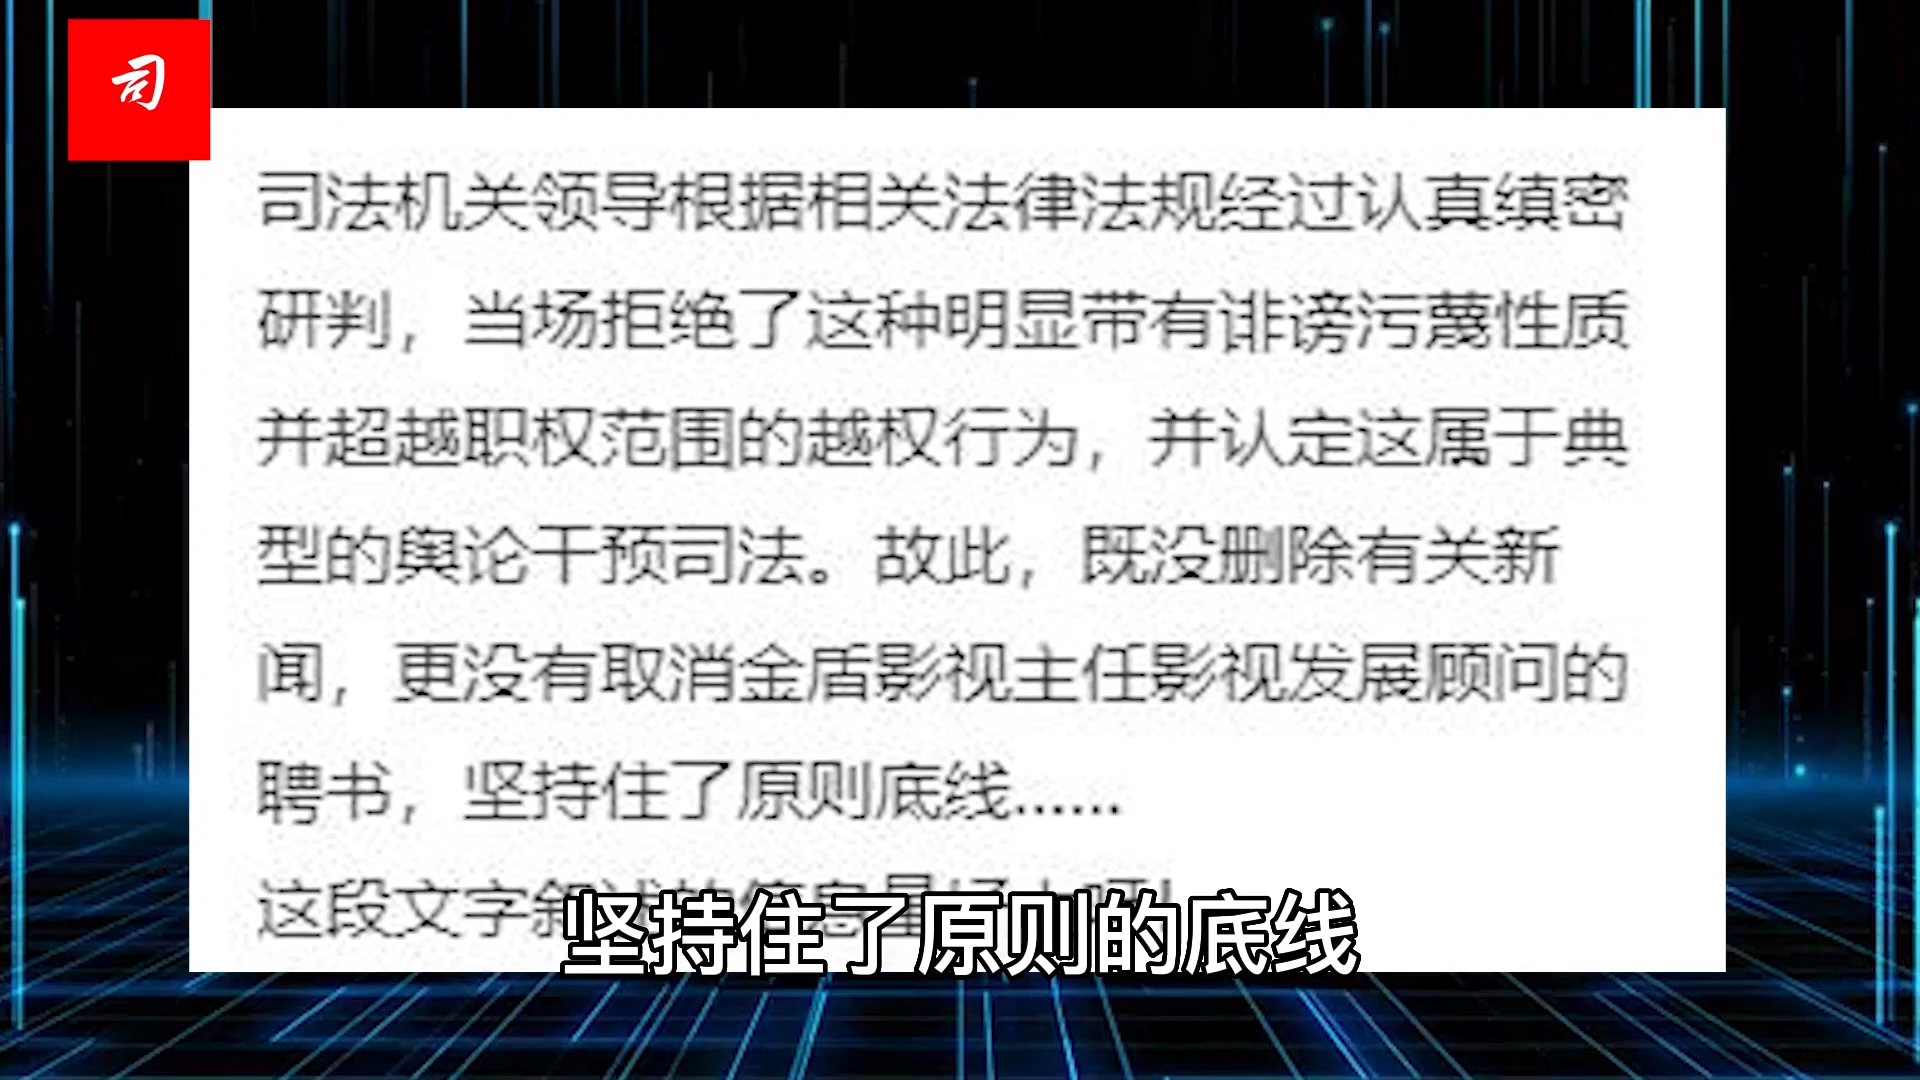 司
司法机关领导根据相关法律法规经过认真缜密
研判，当场拒绝了这种明显带有诽谤污蔑性质
并超越职权范围的越权行为，并认定这属于典
型的舆论干预司法。故此，既没删除有关新
闻，更没有取消金盾影视主任影视发展顾问的
聘书，坚持住了原则底线……
这段文字叙
坚持住了原则的底线